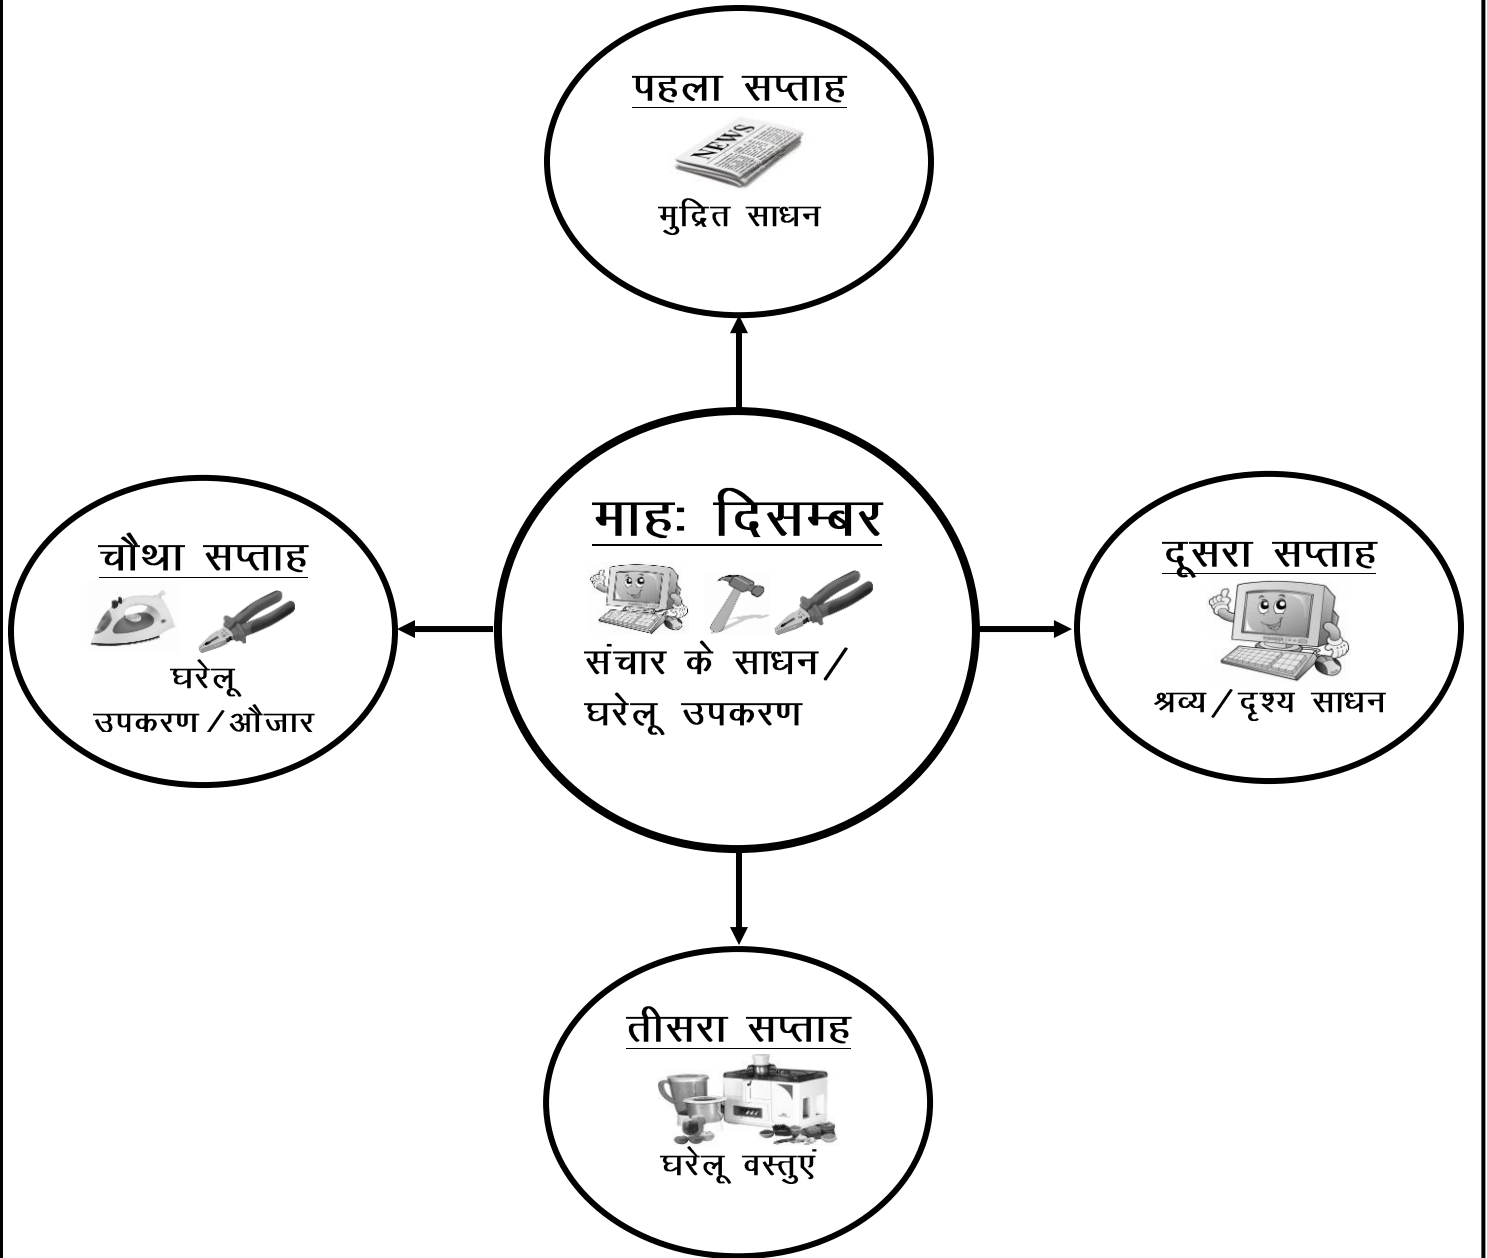 पहला सप्ताह
NEWS
मुद्रित साधन
माहः दिसम्बर
संचार के साधन/
घरेलू उपकरण
दूसरा सप्ताह
श्रव्य/दृश्य साधन
तीसरा सप्ताह
घरेलू वस्तुएं
चौथा सप्ताह
घरेलू
उपकरण/औजार